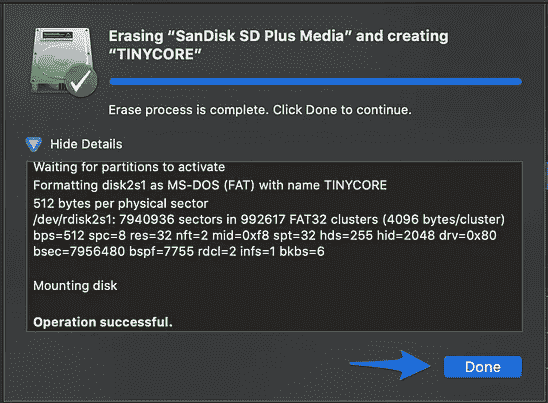 Erasing “SanDisk SD Plus Media” and creating
“TINYCORE”
Erase process is complete. Click Done to continue.
Hide Details
Waiting for partitions to activate
Formatting disk2s1 as MS-DOS (FAT) with name TINYCORE
512 bytes per physical sector
/dev/rdisk2s1: 7940936 sectors in 992617 FAT32 clusters (4096 bytes/cluster)
bps=512 spc=8 res=32 nft=2 mid=0xf8 spt=32 hds=255 hid=2048 drv=0x80
bsec=7956480 bspf=7755 rdcl=2 infs=1 bkbs=6
Mounting disk
Operation successful.
Done